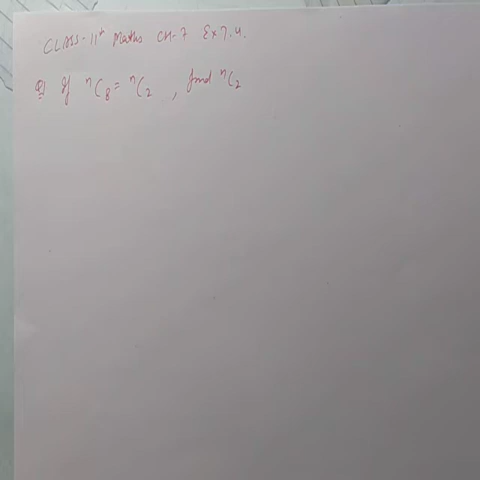 CLASS-11th Maths CH-7 Ex 7.4.
Q1 If ⁿC₈ = ⁿC₂ , find ⁿC₂